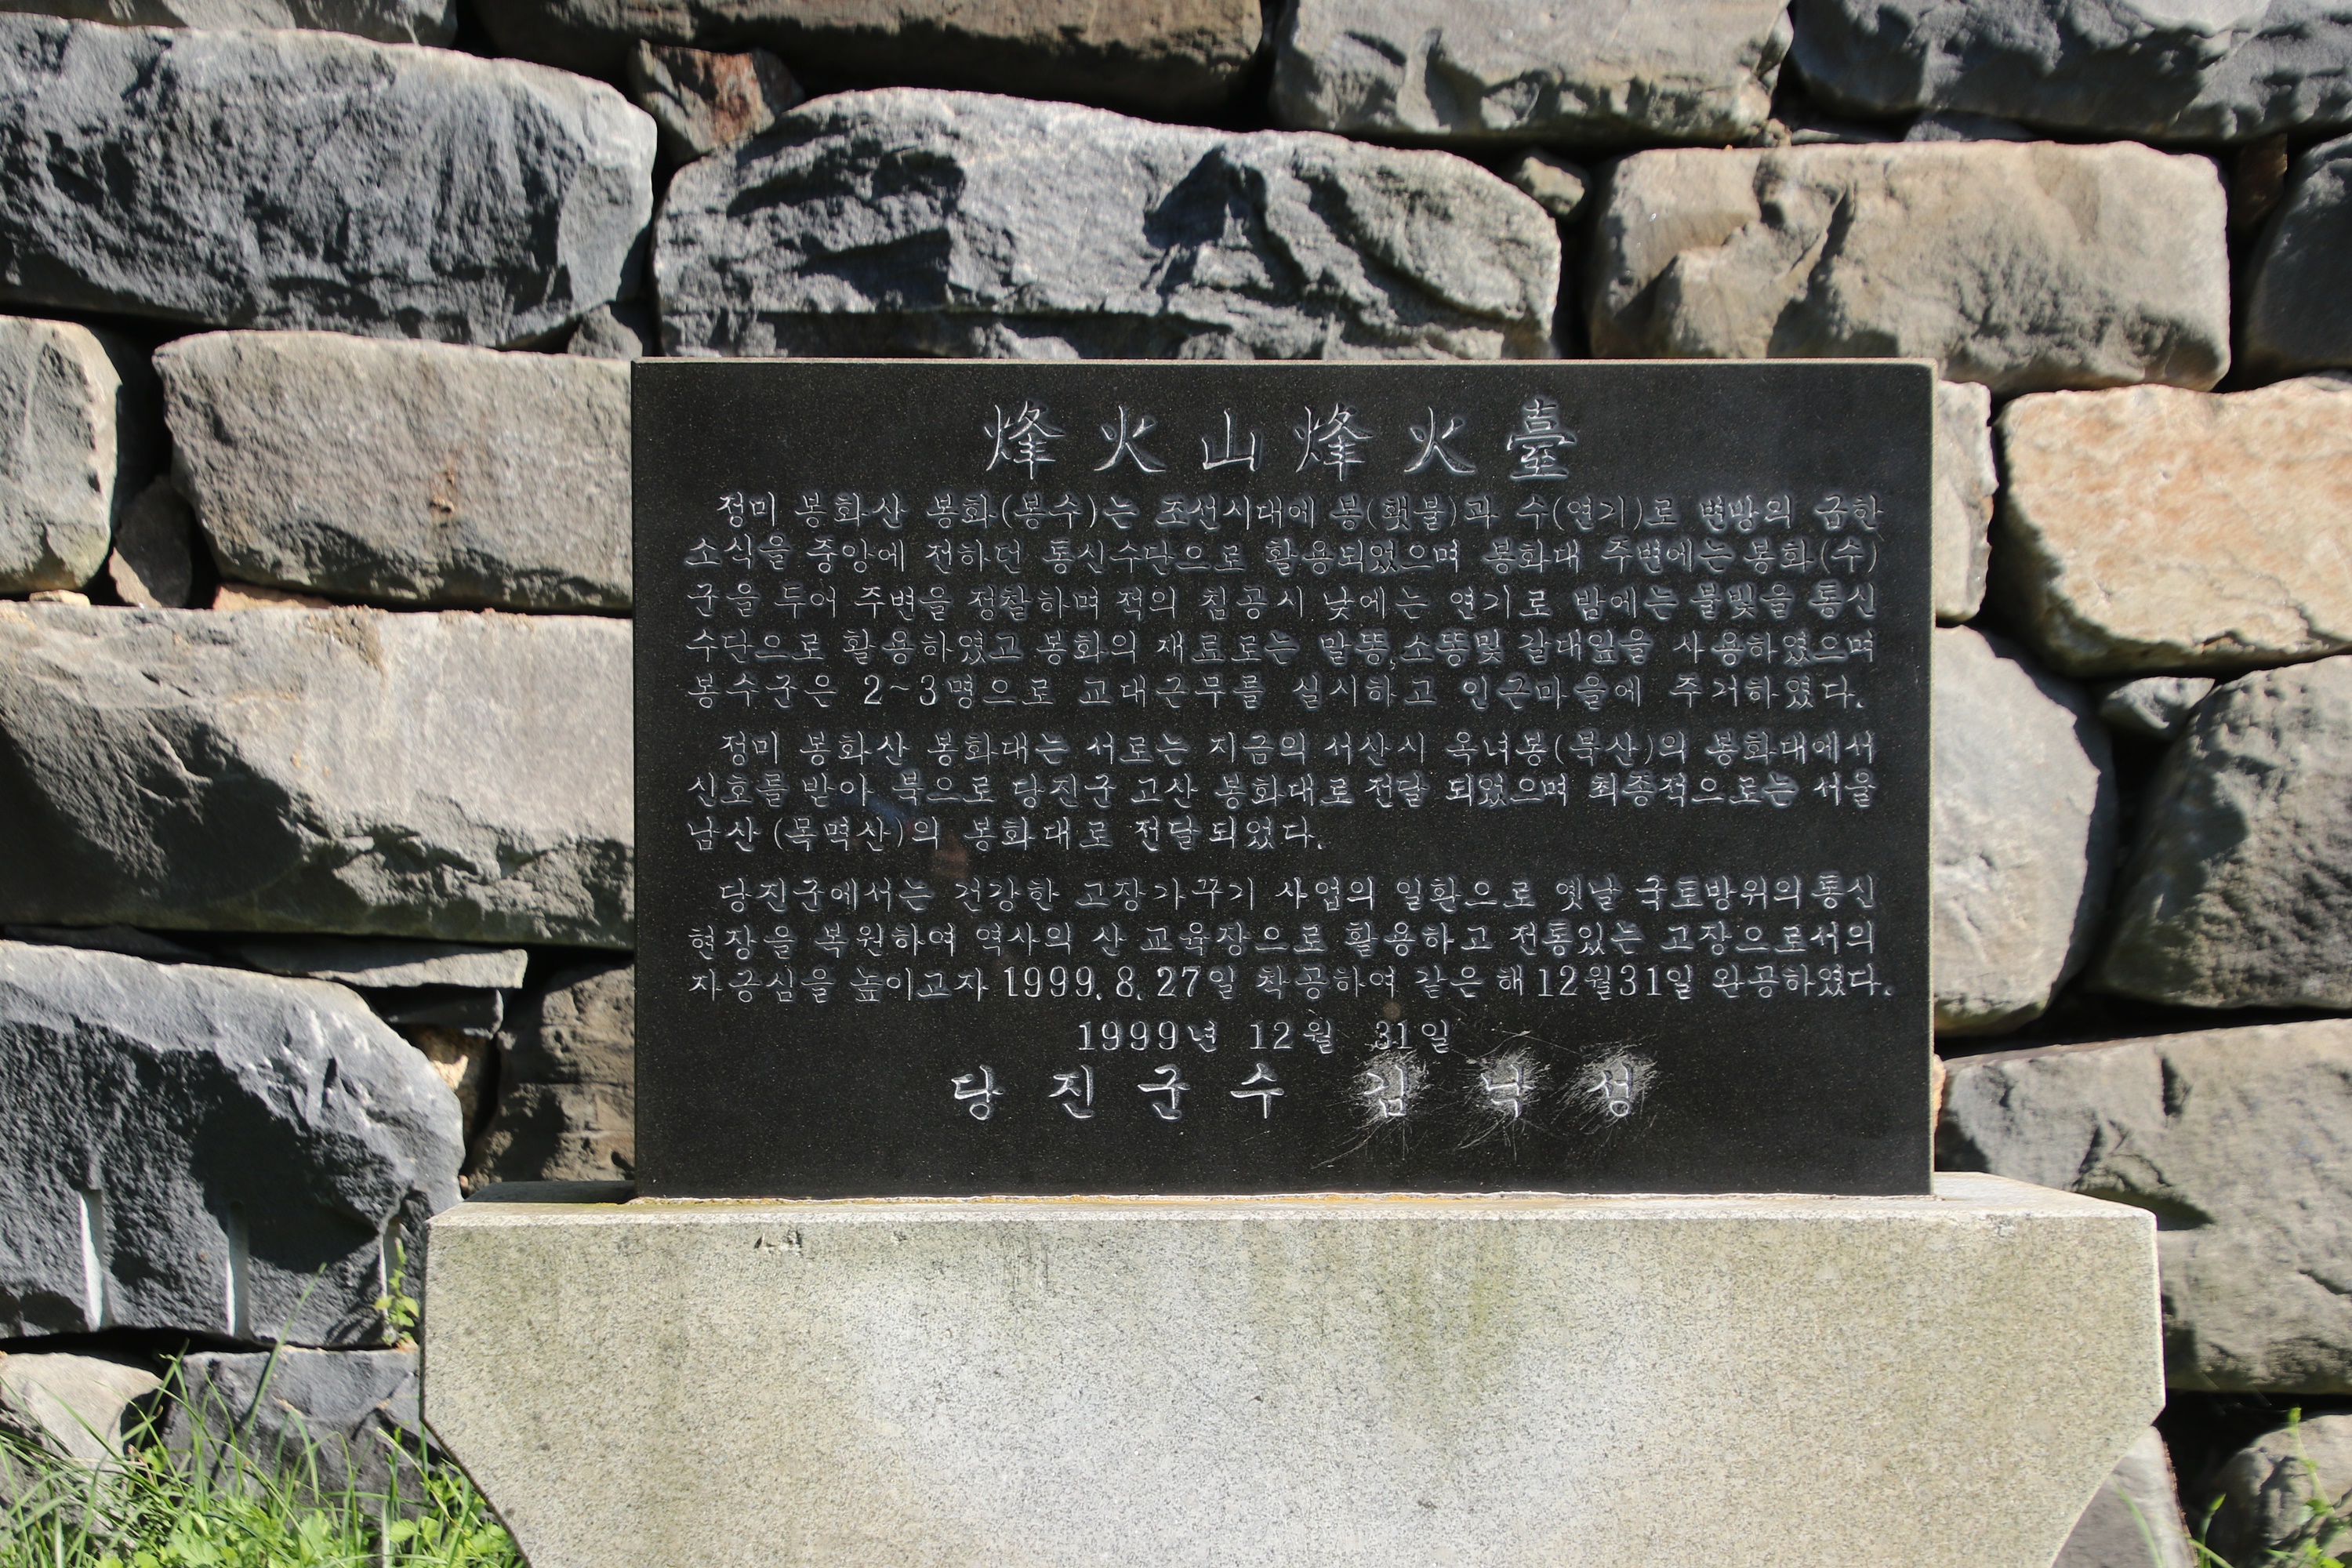 烽火山烽火臺
정미 봉화산 봉화(봉수)는 조선시대에 봉(횃불)과 수(연기)로 변방의 급한
소식을 중앙에 전하던 통신수단으로 활용되었으며 봉화대 주변에는 봉화(수)
군을 두어 주변을 정찰하며 적의 침공시 낮에는 연기로 밤에는 불빛을 통신
수단으로 활용하였고 봉화의 재료로는 말똥,소똥및 갈대잎을 사용하였으며
봉수군은 2~3명으로 교대근무를 실시하고 인근마을에 주거하였다.
정미 봉화산 봉화대는 서로는 지금의 서산시 옥녀봉(북산)의 봉화대에서
신호를 받아 북으로 당진군 고산 봉화대로 전달 되었으며 최종적으로는 서울
남산(목멱산)의 봉화대로 전달되었다.
당진군에서는 건강한 고장가꾸기 사업의 일환으로 옛날 국토방위의통신
현장을 복원하여 역사의 산 교육장으로 활용하고 전통있는 고장으로서의
자긍심을 높이고자 1999.8.27일 착공하여 같은 해 12월31일 완공하였다.
1999년 12월 31일
당진군수 김낙성